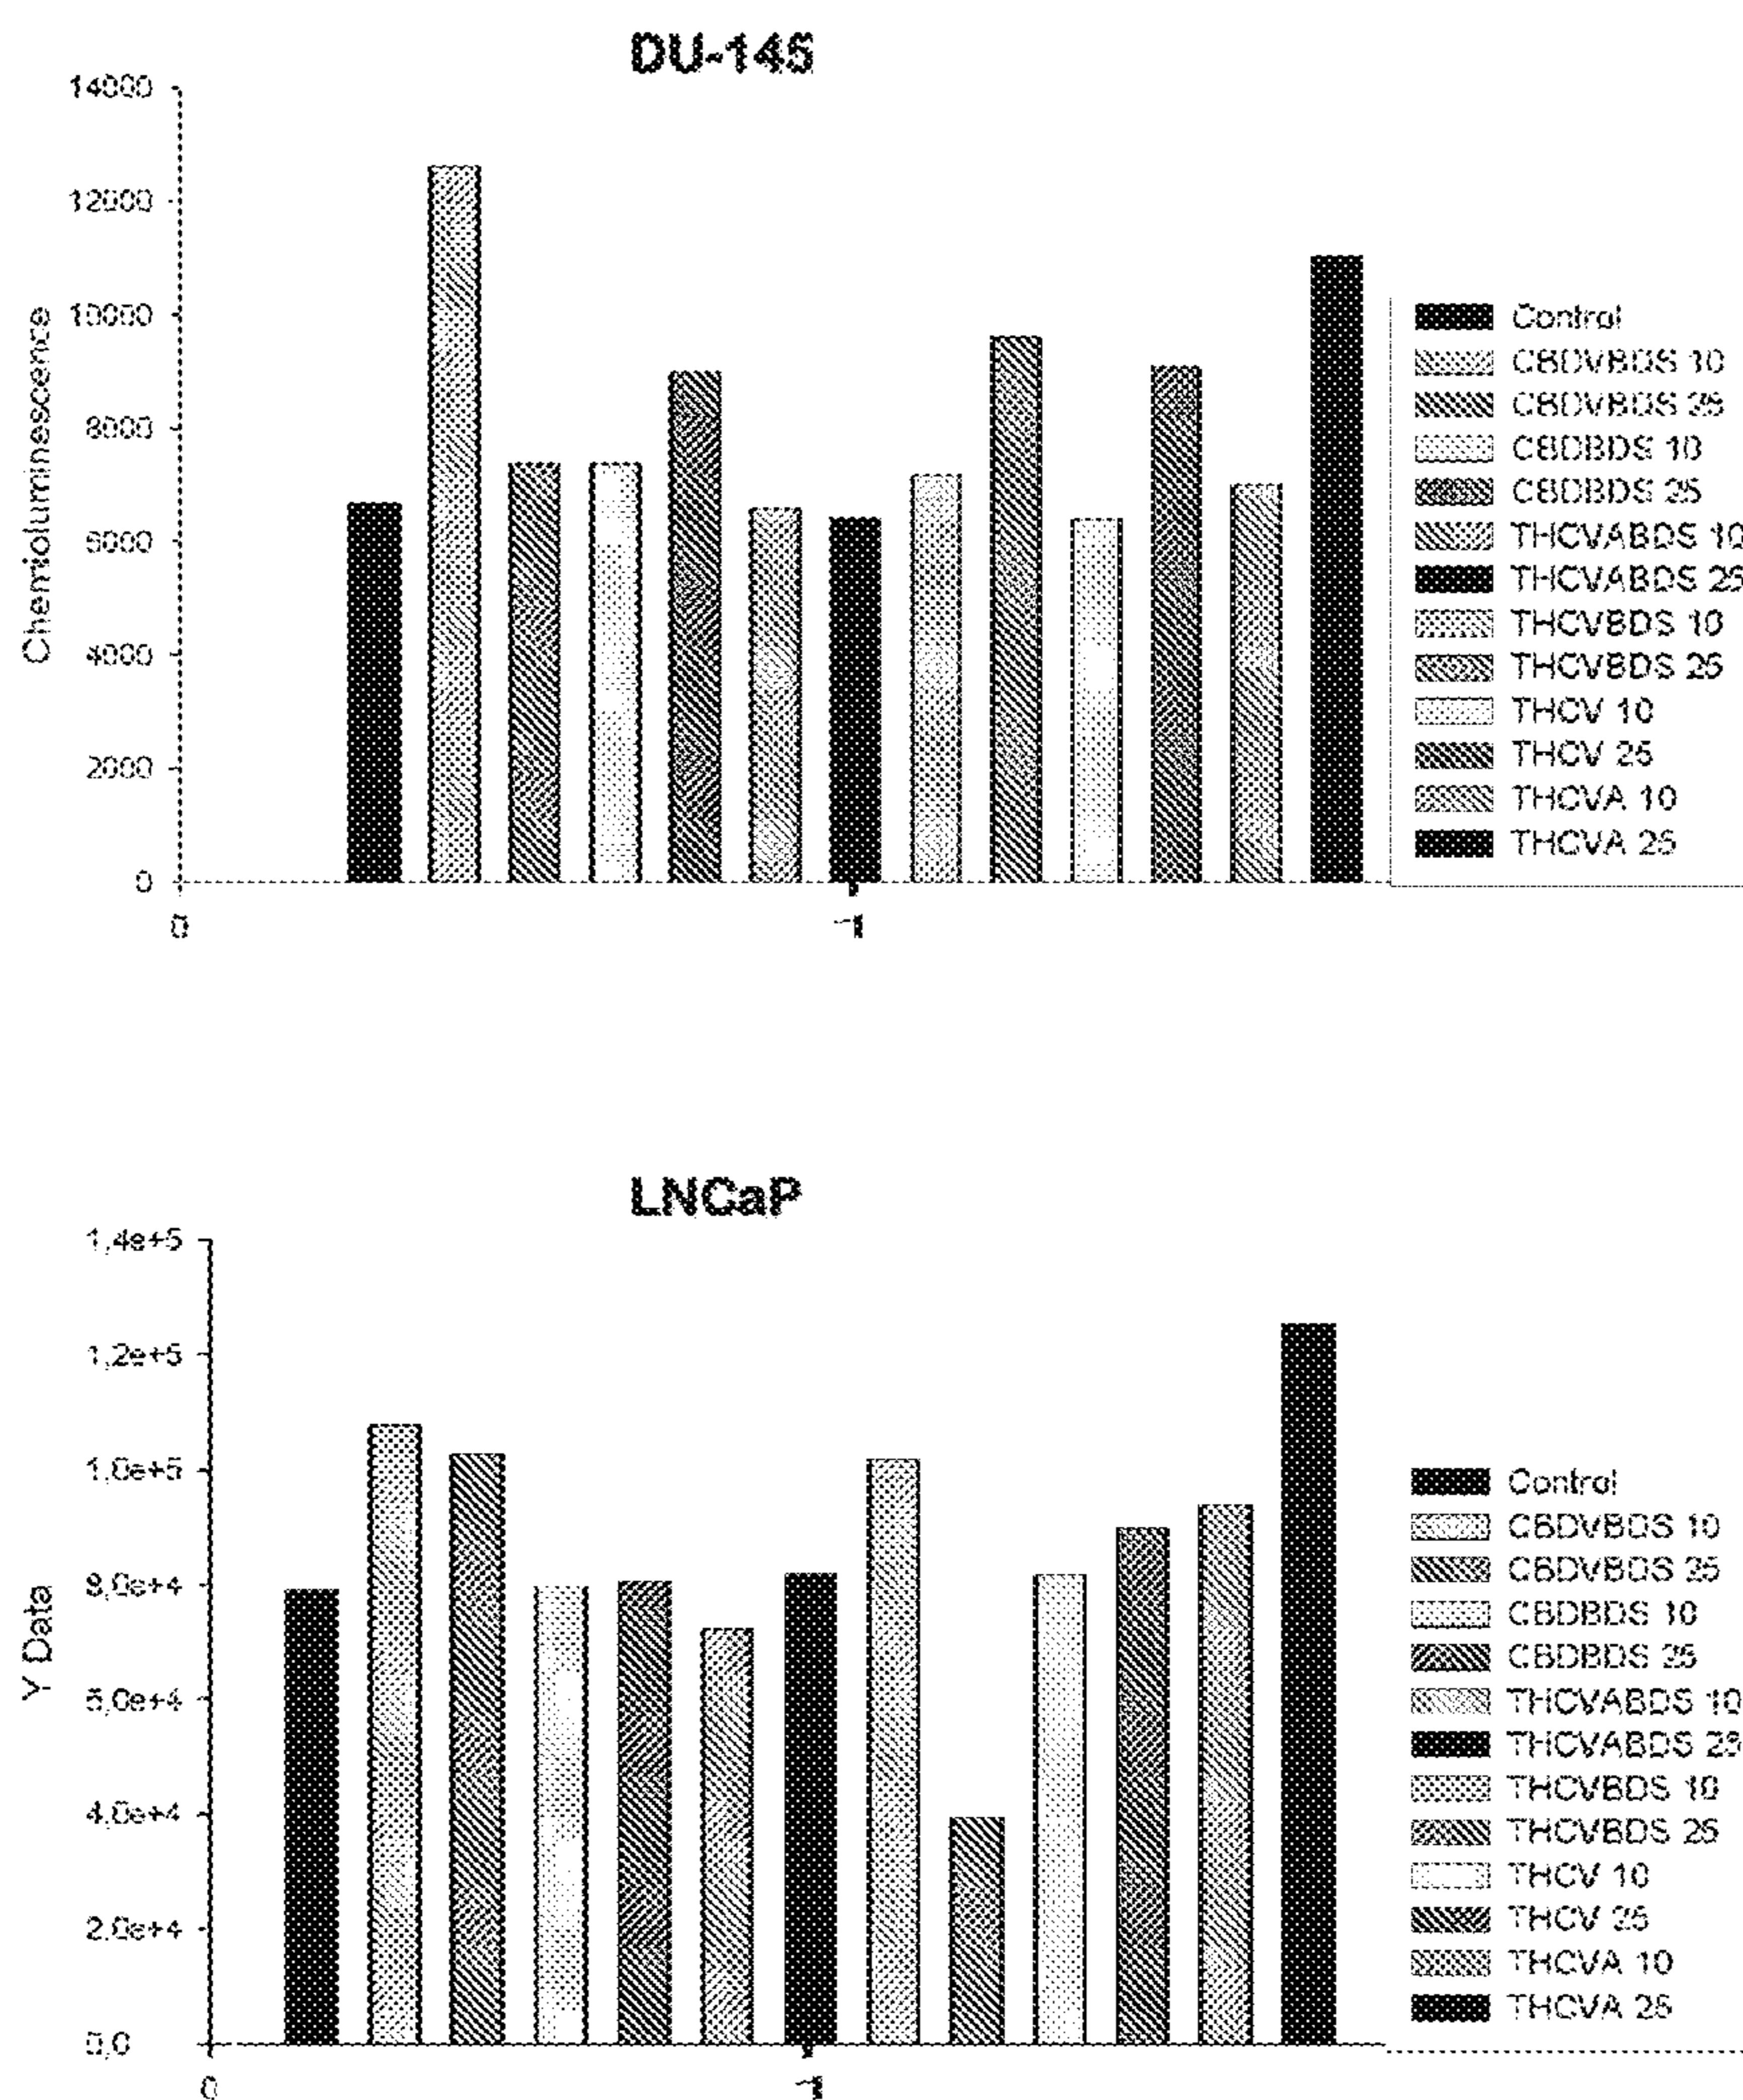 DU-145
14000
12000
10000
8000
6000
4000
2000
0
Chemioluminescence
0
1
Control
CBDVBDS 10
CBDVBDS 25
CBDBDS 10
CBDBDS 25
THCVABDS 10
THCVABDS 25
THCVBDS 10
THCVBDS 25
THCV 10
THCV 25
THCVA 10
THCVA 25
LNCaP
1,4e+5
1,2e+5
1,0e+5
8,0e+4
6,0e+4
4,0e+4
2,0e+4
0,0
Y Data
0
1
Control
CBDVBDS 10
CBDVBDS 25
CBDBDS 10
CBDBDS 25
THCVABDS 10
THCVABDS 25
THCVBDS 10
THCVBDS 25
THCV 10
THCV 25
THCVA 10
THCVA 25